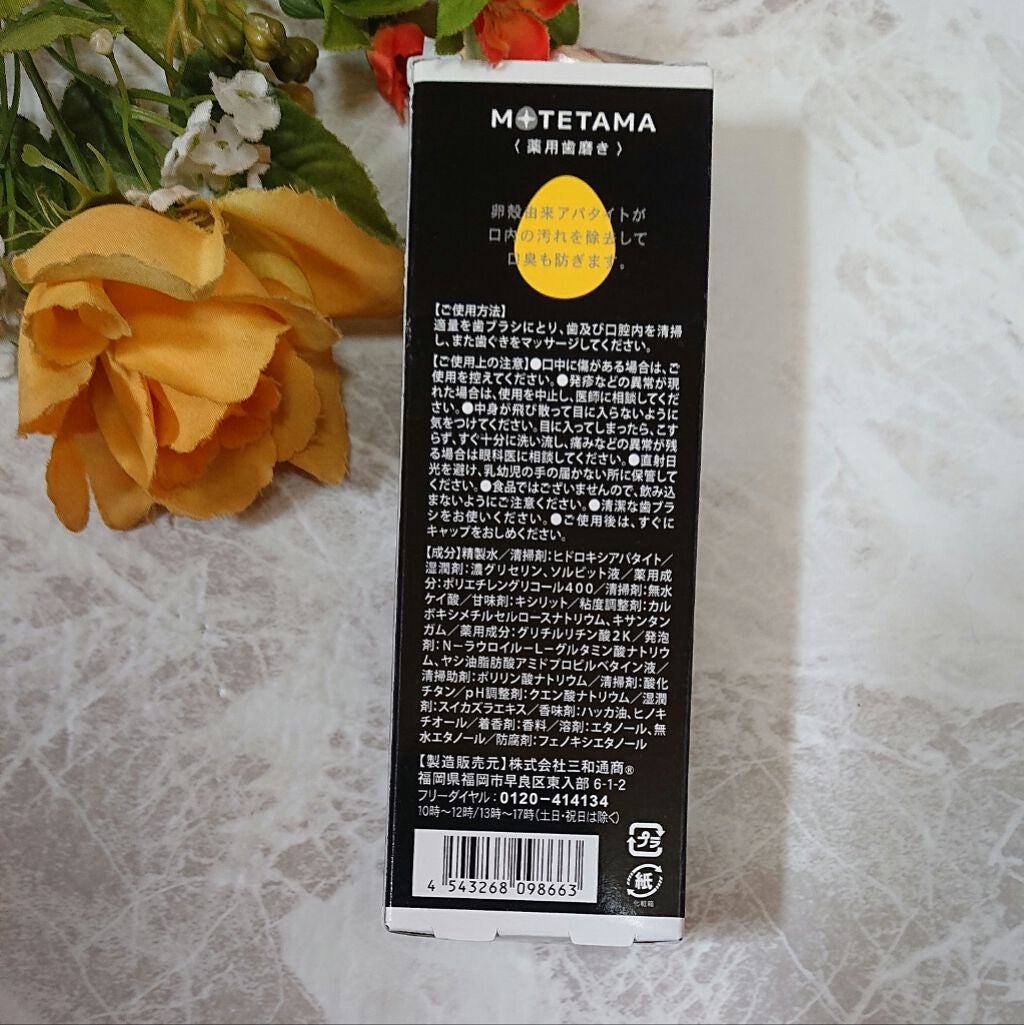 MOTETAMA
〈薬用歯磨き〉
卵殻由来アパタイトが
口内の汚れを除去して
口臭も防ぎます。
【ご使用方法】
適量を歯ブラシにとり、歯及び口腔内を清掃
し、また歯ぐきをマッサージしてください。
【ご使用上の注意】●口中に傷がある場合は、ご
使用を控えてください。●発疹などの異常が現
れた場合は、使用を中止し、医師に相談してくだ
さい。●中身が飛び散って目に入らないように
気をつけてください。目に入ってしまったら、こす
らず、すぐ十分に洗い流し、痛みなどの異常が残
る場合は眼科医に相談してください。●直射日
光を避け、乳幼児の手の届かない所に保管して
ください。●食品ではございませんので、飲み込
まないようにご注意ください。●清潔な歯ブラ
シをお使いください。●ご使用後は、すぐに
キャップをおしめください。
【成分】精製水／清掃剤：ヒドロキシアパタイト／
湿潤剤：濃グリセリン、ソルビット液／薬用成
分：ポリエチレングリコール400／清掃剤：無水
ケイ酸／甘味剤：キシリット／粘度調整剤：カル
ボキシメチルセルロースナトリウム、キサンタン
ガム／薬用成分：グリチルリチン酸2K／発泡
剤：N－ラウロイル－L－グルタミン酸ナトリウ
ム、ヤシ油脂肪酸アミドプロピルベタイン液／
清掃助剤：ポリリン酸ナトリウム／清掃剤：酸化
チタン／pH調整剤：クエン酸ナトリウム／湿潤
剤：スイカズラエキス／香味剤：ハッカ油、ヒノキ
チオール／着香剤：香料／溶剤：エタノール、無
水エタノール／防腐剤：フェノキシエタノール
【製造販売元】株式会社三和通商®
福岡県福岡市早良区東入部 6-1-2
フリーダイヤル：0120－414134
10時～12時/13時～17時（土日・祝日は除く）
プラ
紙
化粧箱
4 543268 098663